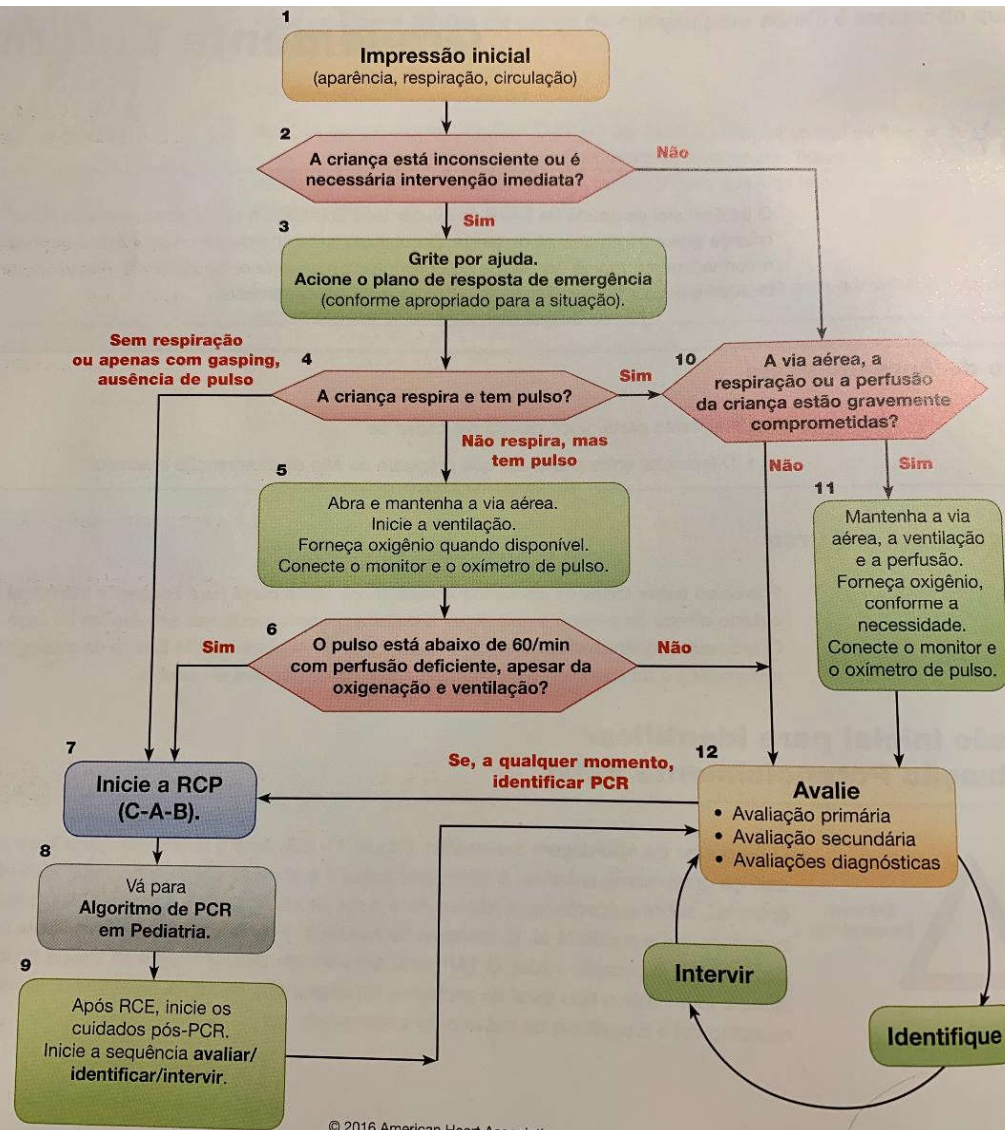 1
Impressão inicial
(aparência, respiração, circulação)
2
A criança está inconsciente ou é
necessária intervenção imediata?
Não
Sim
3
Grite por ajuda.
Acione o plano de resposta de emergência
(conforme apropriado para a situação).
Sem respiração
ou apenas com gasping,
ausência de pulso
4
A criança respira e tem pulso?
Sim
10
A via aérea, a
respiração ou a perfusão
da criança estão gravemente
comprometidas?
Não respira, mas
tem pulso
Não
Sim
5
Abra e mantenha a via aérea.
Inicie a ventilação.
Forneça oxigênio quando disponível.
Conecte o monitor e o oxímetro de pulso.
11
Mantenha a via
aérea, a ventilação
e a perfusão.
Forneça oxigênio,
conforme a
necessidade.
Conecte o monitor e
o oxímetro de pulso.
6
Sim
O pulso está abaixo de 60/min
com perfusão deficiente, apesar da
oxigenação e ventilação?
Não
7
Inicie a RCP
(C-A-B).
Se, a qualquer momento,
identificar PCR
12
Avalie
• Avaliação primária
• Avaliação secundária
• Avaliações diagnósticas
8
Vá para
Algoritmo de PCR
em Pediatria.
9
Após RCE, inicie os
cuidados pós-PCR.
Inicie a sequência avaliar/
identificar/intervir.
Intervir
Identifique
© 2016 American Heart Association